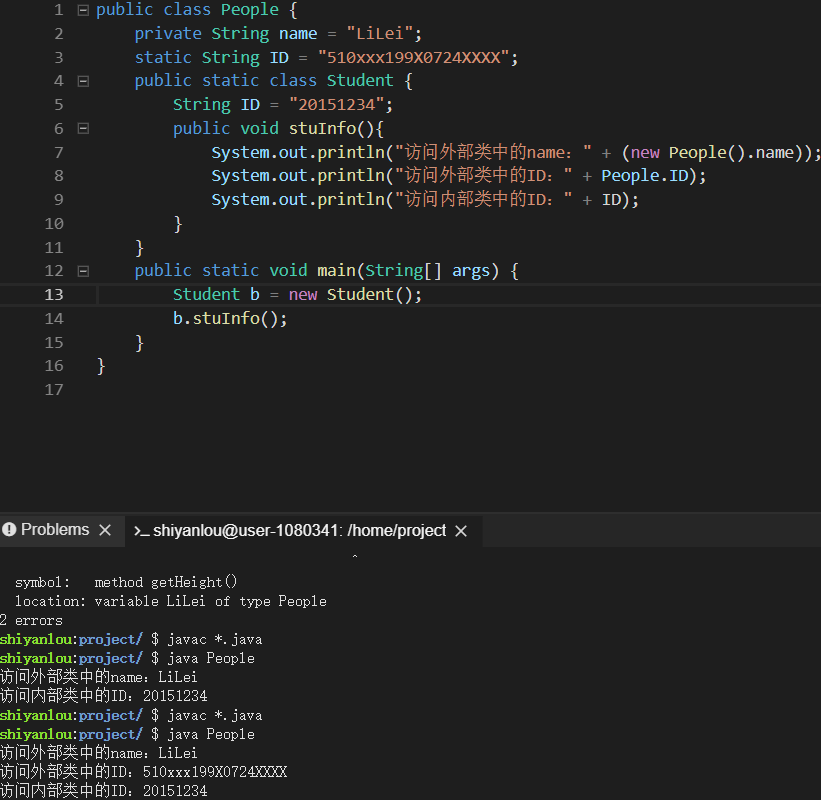 1 public class People {
2 private String name = "LiLei";
3 static String ID = "510xxx199X0724XXXX";
4 public static class Student {
5 String ID = "20151234";
6 public void stuInfo(){
7 System.out.println("访问外部类中的name：" + (new People().name));
8 System.out.println("访问外部类中的ID：" + People.ID);
9 System.out.println("访问内部类中的ID：" + ID);
10 }
11 }
12 public static void main(String[] args) {
13 Student b = new Student();
14 b.stuInfo();
15 }
16 }
17
Problems
>_ shiyanlou@user-1080341: /home/project
^
symbol: method getHeight()
location: variable LiLei of type People
2 errors
shiyanlou:project/ $ javac *.java
shiyanlou:project/ $ java People
访问外部类中的name：LiLei
访问内部类中的ID：20151234
shiyanlou:project/ $ javac *.java
shiyanlou:project/ $ java People
访问外部类中的name：LiLei
访问外部类中的ID：510xxx199X0724XXXX
访问内部类中的ID：20151234